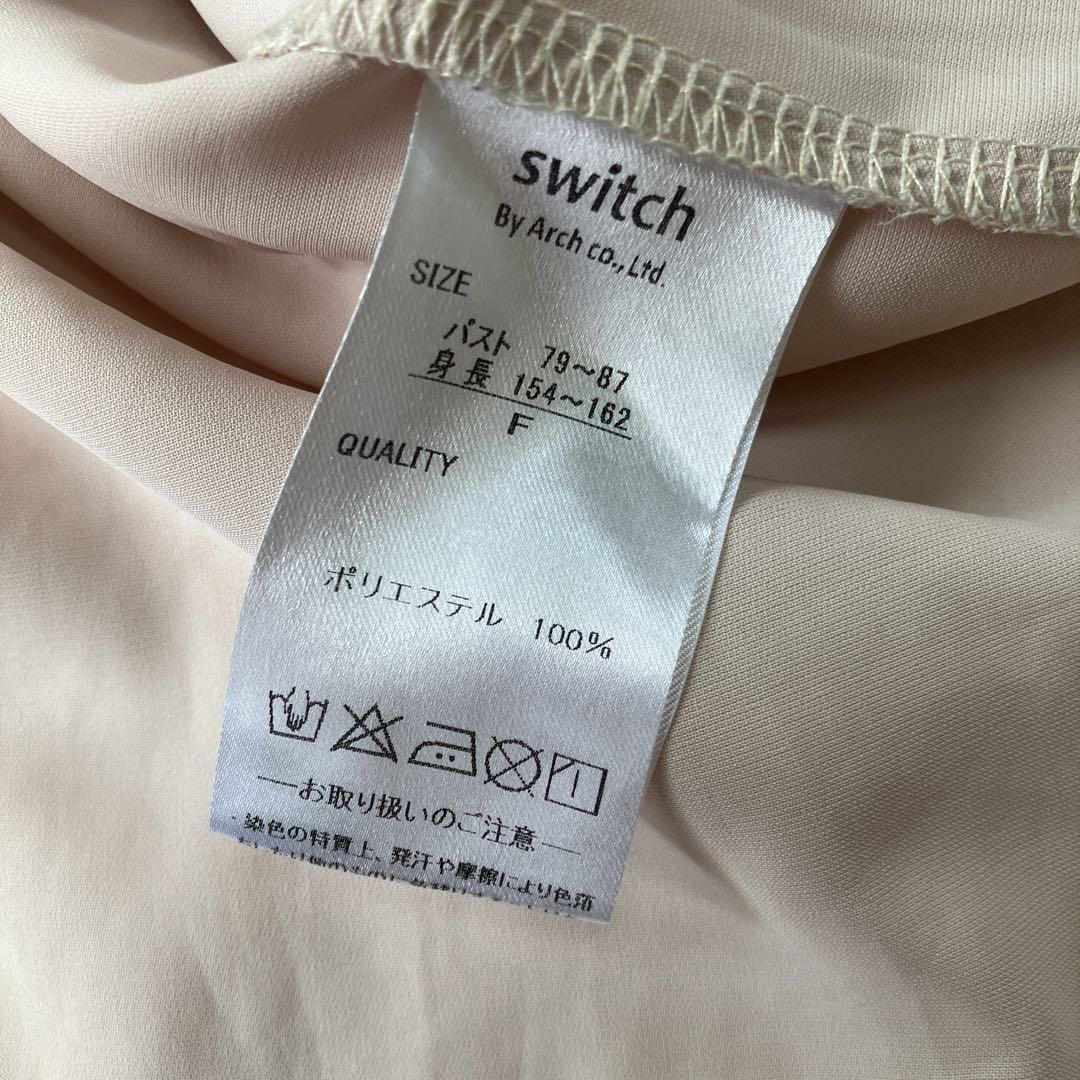 switch
By Arch co., Ltd.
SIZE
バスト 79～87
身長 154～162
F
QUALITY
ポリエステル 100%
お取り扱いのご注意
・染色の特質上、発汗や摩擦により色落